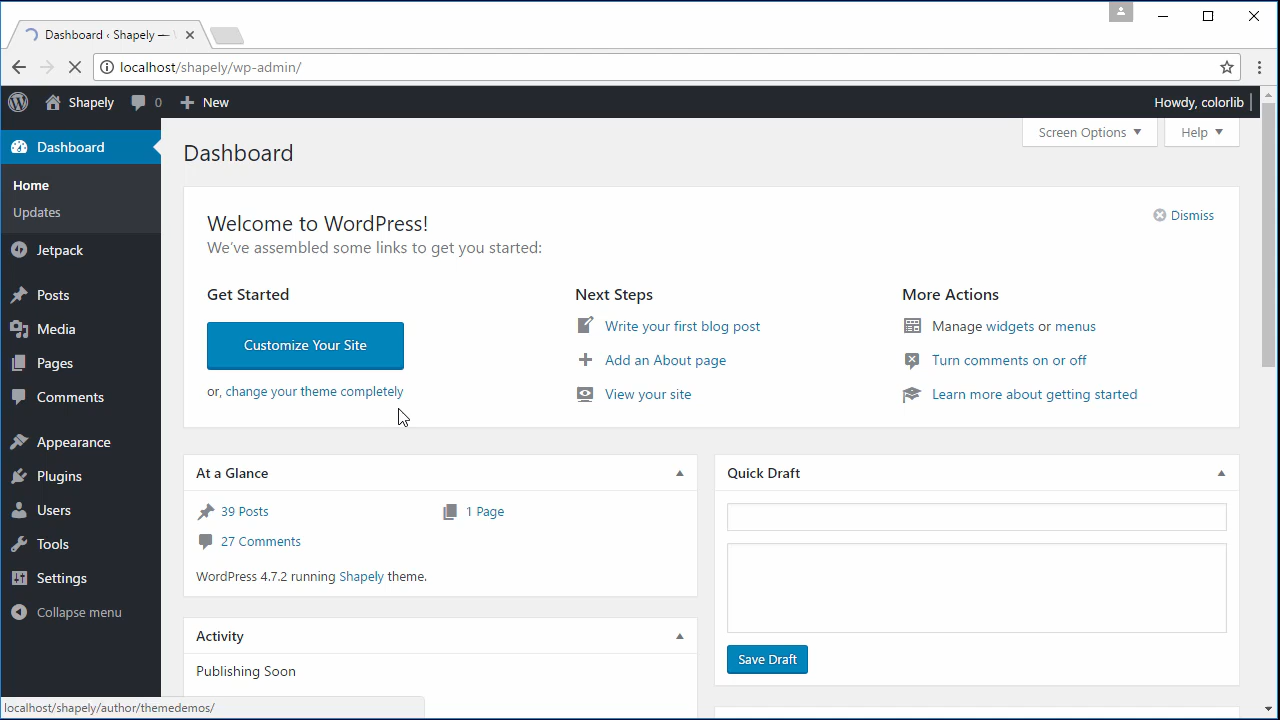 Dashboard ‹ Shapely —
localhost/shapely/wp-admin/
Shapely 0 New Howdy, colorlib
Dashboard
Home
Updates
Jetpack
Posts
Media
Pages
Comments
Appearance
Plugins
Users
Tools
Settings
Collapse menu
Screen Options Help
Dashboard
Welcome to WordPress!
We've assembled some links to get you started:
Dismiss
Get Started
Customize Your Site
or, change your theme completely
Next Steps
Write your first blog post
Add an About page
View your site
More Actions
Manage widgets or menus
Turn comments on or off
Learn more about getting started
At a Glance
39 Posts 1 Page
27 Comments
WordPress 4.7.2 running Shapely theme.
Activity
Publishing Soon
Quick Draft
Save Draft
localhost/shapely/author/themedemos/